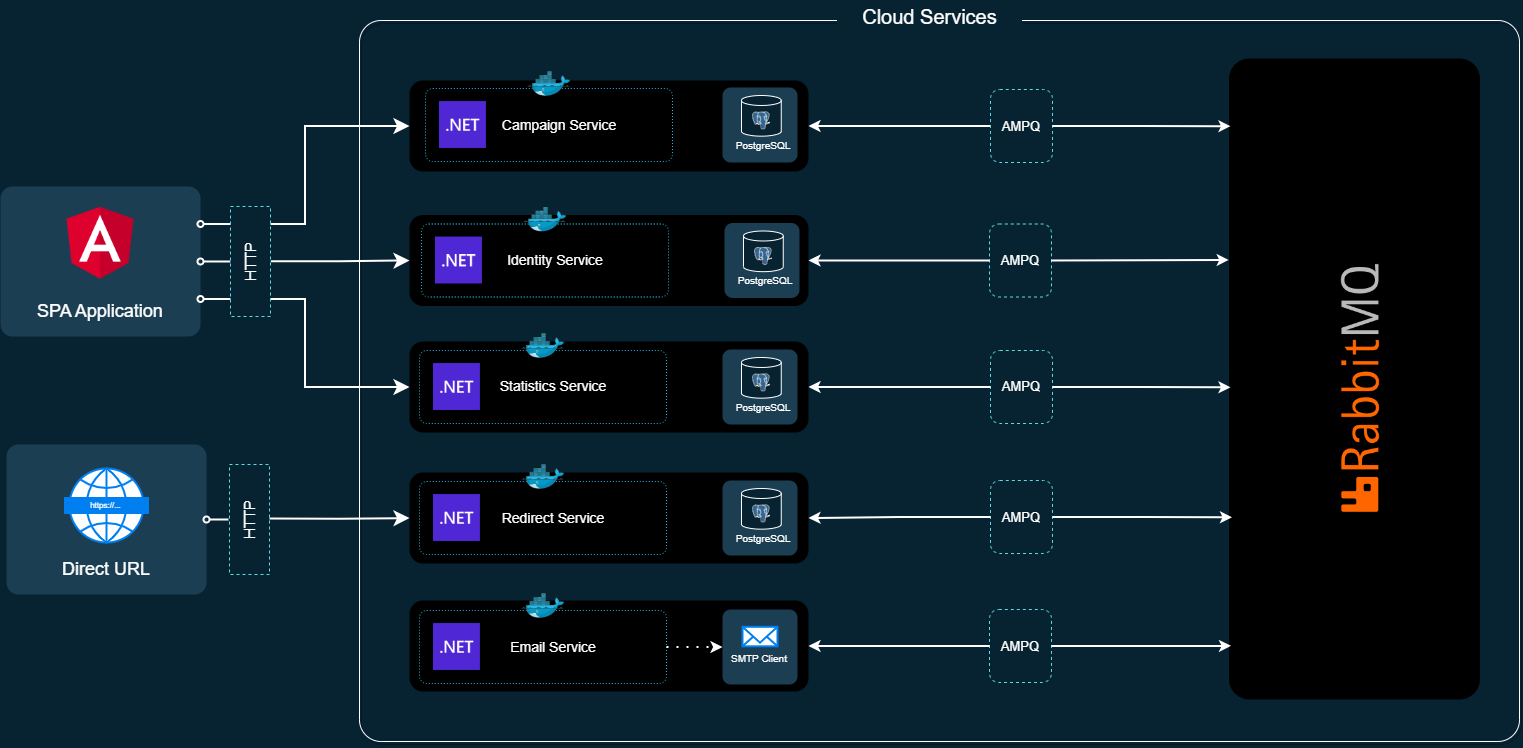 Cloud Services
.NET
Campaign Service
PostgreSQL
AMPQ
SPA Application
HTTP
.NET
Identity Service
PostgreSQL
AMPQ
.NET
Statistics Service
PostgreSQL
AMPQ
RabbitMQ
https://...
Direct URL
HTTP
.NET
Redirect Service
PostgreSQL
AMPQ
.NET
Email Service
SMTP Client
AMPQ